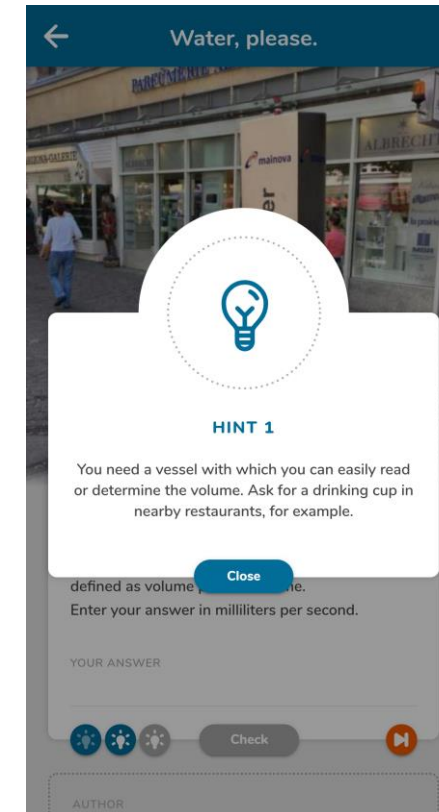 Water, please.
PARFUMERIE
ALBRECHT
mainova
HINT 1
You need a vessel with which you can easily read
or determine the volume. Ask for a drinking cup in
nearby restaurants, for example.
Close
defined as volume
Enter your answer in milliliters per second.
YOUR ANSWER
Check
AUTHOR